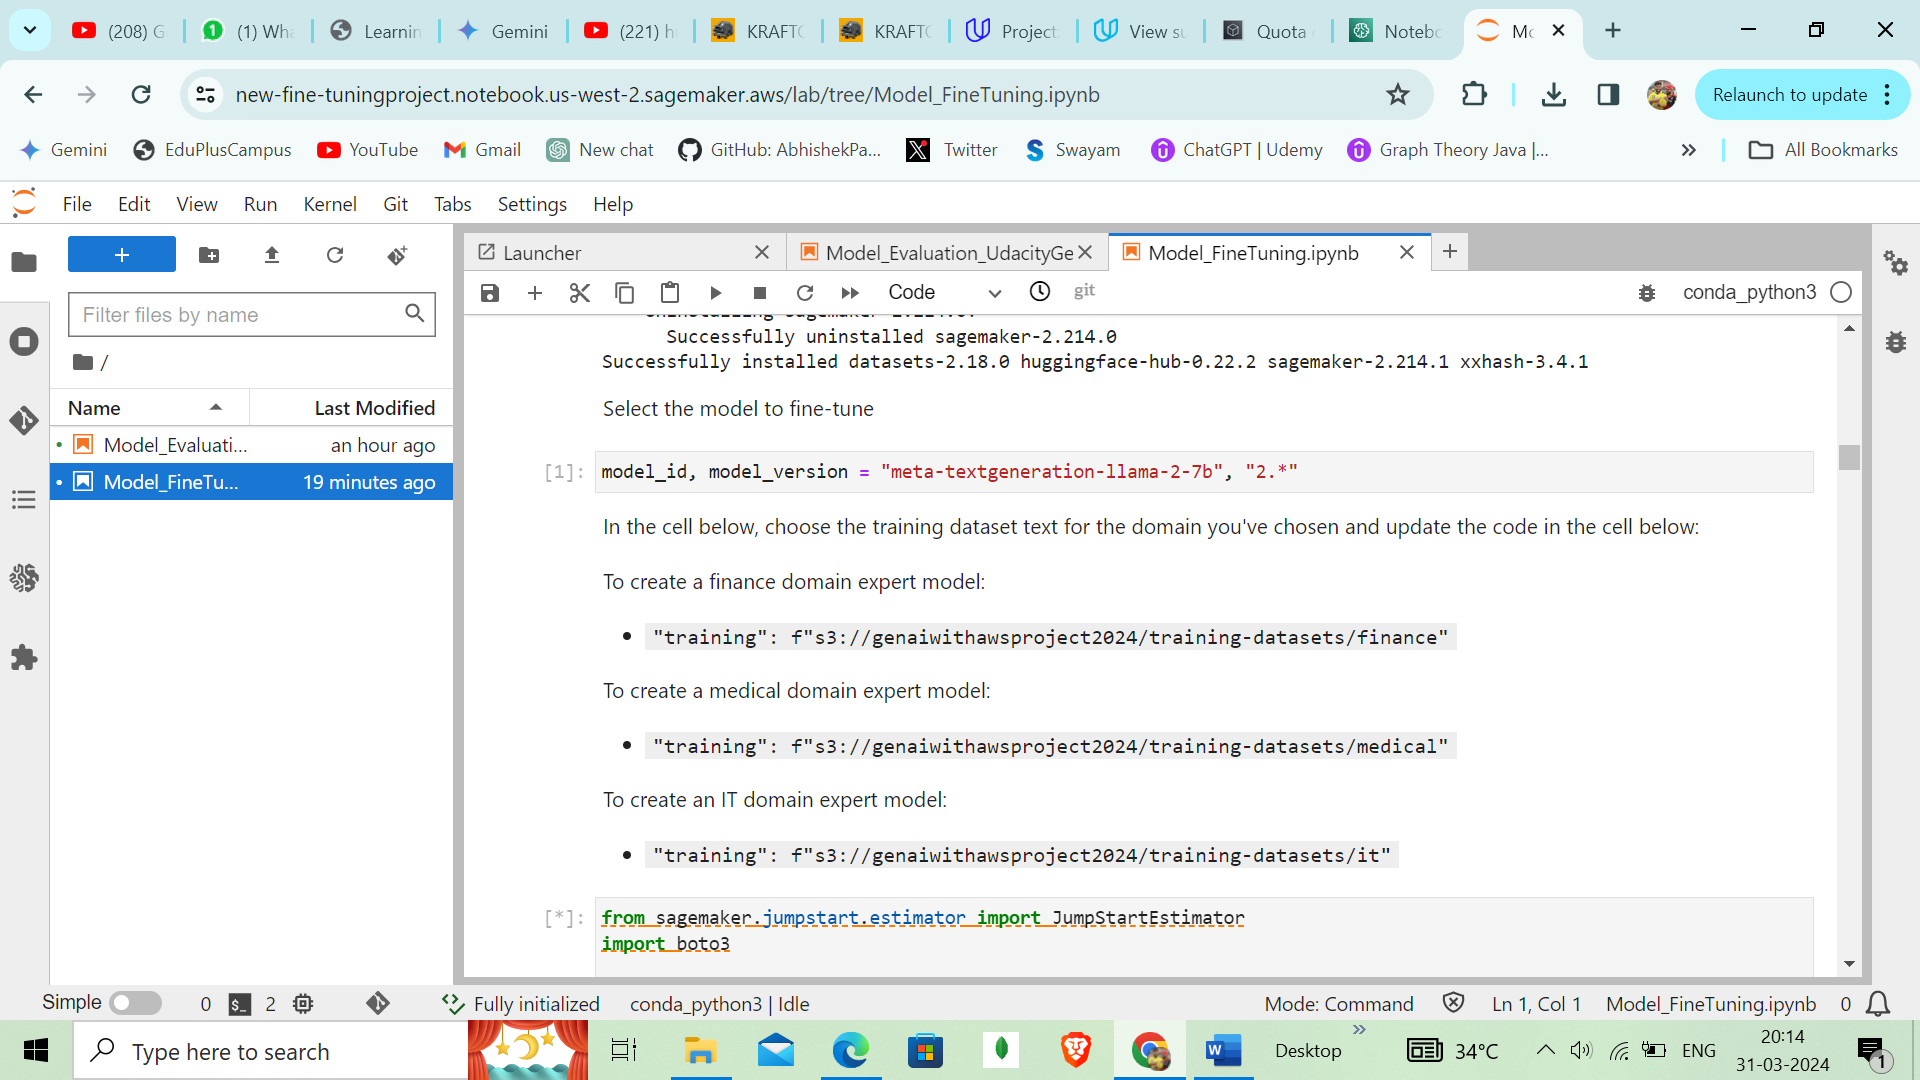 (208) G
(1) Wha
Learnin
Gemini
(221) h
KRAFTO
KRAFTO
Project
View su
Quota
Notebo
Mo
new-fine-tuningproject.notebook.us-west-2.sagemaker.aws/lab/tree/Model_FineTuning.ipynb
Relaunch to update
Gemini
EduPlusCampus
YouTube
Gmail
New chat
GitHub: AbhishekPa...
Twitter
Swayam
ChatGPT | Udemy
Graph Theory Java |...
All Bookmarks
File Edit View Run Kernel Git Tabs Settings Help
Launcher
Model_Evaluation_UdacityGe
Model_FineTuning.ipynb
Code
git
conda_python3
Filter files by name
/
Name Last Modified
Model_Evaluati... an hour ago
Model_FineTu... 19 minutes ago
Successfully uninstalled sagemaker-2.214.0
Successfully installed datasets-2.18.0 huggingface-hub-0.22.2 sagemaker-2.214.1 xxhash-3.4.1
Select the model to fine-tune
[1]: model_id, model_version = "meta-textgeneration-llama-2-7b", "2.*"
In the cell below, choose the training dataset text for the domain you've chosen and update the code in the cell below:
To create a finance domain expert model:
• "training": f"s3://genaiwithawsproject2024/training-datasets/finance"
To create a medical domain expert model:
• "training": f"s3://genaiwithawsproject2024/training-datasets/medical"
To create an IT domain expert model:
• "training": f"s3://genaiwithawsproject2024/training-datasets/it"
[*]: from sagemaker.jumpstart.estimator import JumpStartEstimator
import boto3
Simple 0 2 Fully initialized conda_python3 | Idle Mode: Command Ln 1, Col 1 Model_FineTuning.ipynb 0
Type here to search
Desktop
34°C
ENG
20:14
31-03-2024
1